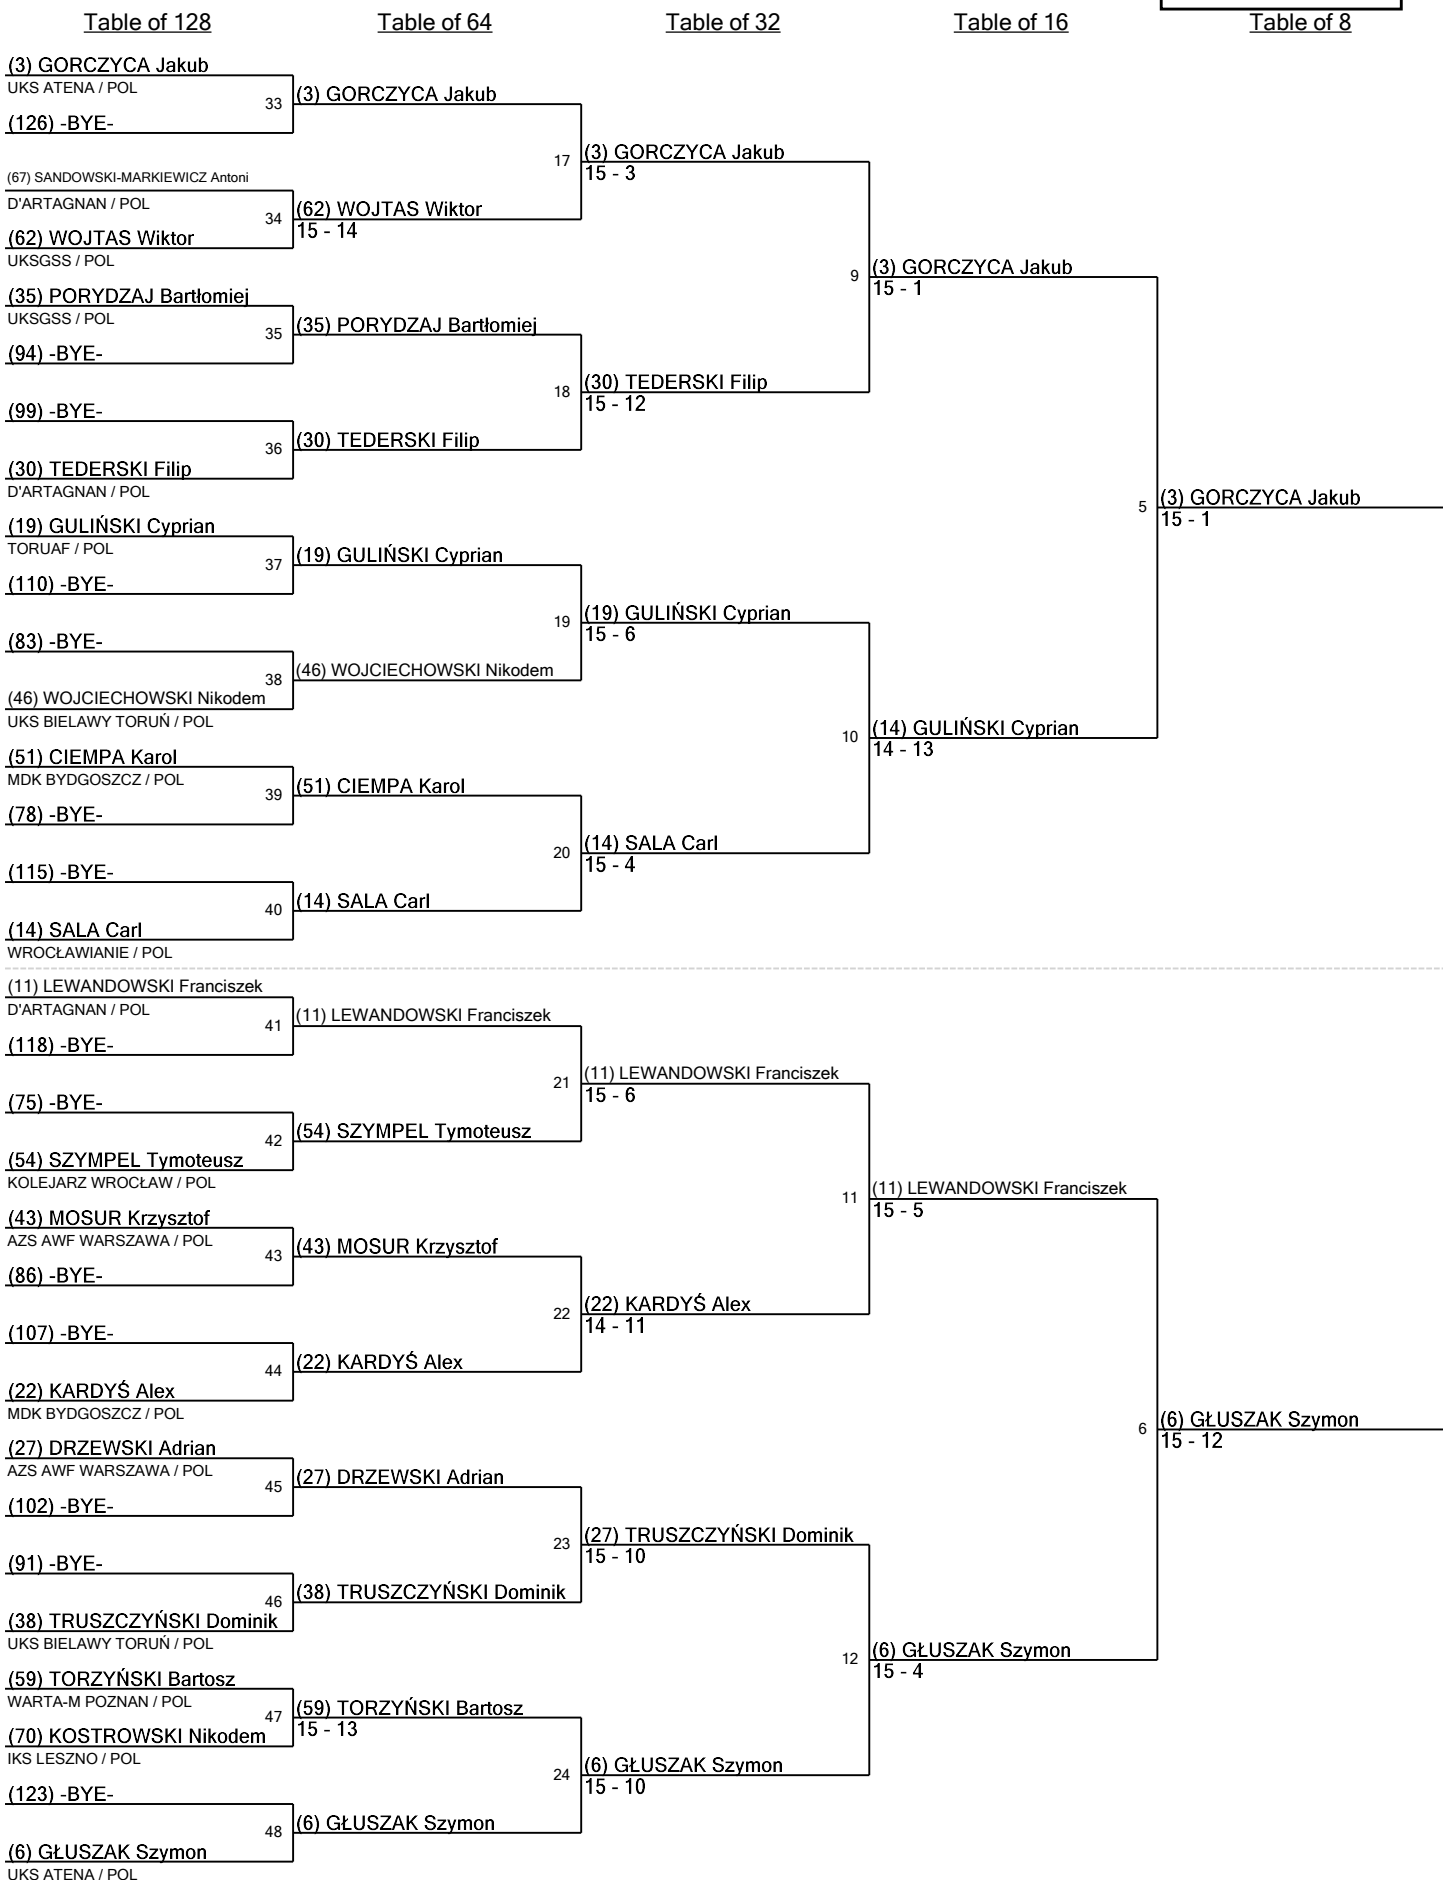 Table of 128
Table of 64
Table of 32
Table of 16
Table of 8
(3) GORCZYCA Jakub
UKS ATENA / POL
33
(126) -BYE-
(67) SANDOWSKI-MARKIEWICZ Antoni
D'ARTAGNAN / POL
34
(62) WOJTAS Wiktor
UKSGSS / POL
(35) PORYDZAJ Bartłomiej
UKSGSS / POL
35
(94) -BYE-
(99) -BYE-
36
(30) TEDERSKI Filip
D'ARTAGNAN / POL
(19) GULIŃSKI Cyprian
TORUAF / POL
37
(110) -BYE-
(83) -BYE-
38
(46) WOJCIECHOWSKI Nikodem
UKS BIELAWY TORUŃ / POL
(51) CIEMPA Karol
MDK BYDGOSZCZ / POL
39
(78) -BYE-
(115) -BYE-
40
(14) SALA Carl
WROCŁAWIANIE / POL
(11) LEWANDOWSKI Franciszek
D'ARTAGNAN / POL
41
(118) -BYE-
(75) -BYE-
42
(54) SZYMPEL Tymoteusz
KOLEJARZ WROCŁAW / POL
(43) MOSUR Krzysztof
AZS AWF WARSZAWA / POL
43
(86) -BYE-
(107) -BYE-
44
(22) KARDYŚ Alex
MDK BYDGOSZCZ / POL
(27) DRZEWSKI Adrian
AZS AWF WARSZAWA / POL
45
(102) -BYE-
(91) -BYE-
46
(38) TRUSZCZYŃSKI Dominik
UKS BIELAWY TORUŃ / POL
(59) TORZYŃSKI Bartosz
WARTA-M POZNAN / POL
47
(70) KOSTROWSKI Nikodem
IKS LESZNO / POL
(123) -BYE-
48
(6) GŁUSZAK Szymon
UKS ATENA / POL
(3) GORCZYCA Jakub
17
(62) WOJTAS Wiktor
15 - 14
(35) PORYDZAJ Bartłomiej
18
(30) TEDERSKI Filip
(19) GULIŃSKI Cyprian
19
(46) WOJCIECHOWSKI Nikodem
(51) CIEMPA Karol
20
(14) SALA Carl
(11) LEWANDOWSKI Franciszek
21
(54) SZYMPEL Tymoteusz
(43) MOSUR Krzysztof
22
(22) KARDYŚ Alex
(27) DRZEWSKI Adrian
23
(38) TRUSZCZYŃSKI Dominik
(59) TORZYŃSKI Bartosz
15 - 13
24
(6) GŁUSZAK Szymon
(3) GORCZYCA Jakub
15 - 3
9
(30) TEDERSKI Filip
15 - 12
(19) GULIŃSKI Cyprian
15 - 6
10
(14) SALA Carl
15 - 4
(11) LEWANDOWSKI Franciszek
15 - 6
11
(22) KARDYŚ Alex
14 - 11
(27) TRUSZCZYŃSKI Dominik
15 - 10
12
(6) GŁUSZAK Szymon
15 - 10
(3) GORCZYCA Jakub
15 - 1
5
(14) GULIŃSKI Cyprian
14 - 13
(11) LEWANDOWSKI Franciszek
15 - 5
6
(6) GŁUSZAK Szymon
15 - 4
(3) GORCZYCA Jakub
15 - 1
(6) GŁUSZAK Szymon
15 - 12